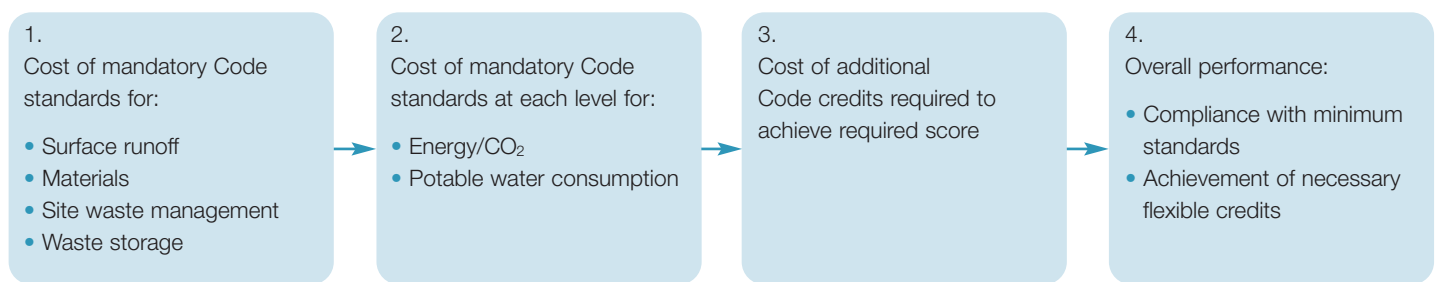 1.
Cost of mandatory Code
standards for:
• Surface runoff
• Materials
• Site waste management
• Waste storage
2.
Cost of mandatory Code
standards at each level for:
• Energy/CO₂
• Potable water consumption
3.
Cost of additional
Code credits required to
achieve required score
4.
Overall performance:
• Compliance with minimum
standards
• Achievement of necessary
flexible credits